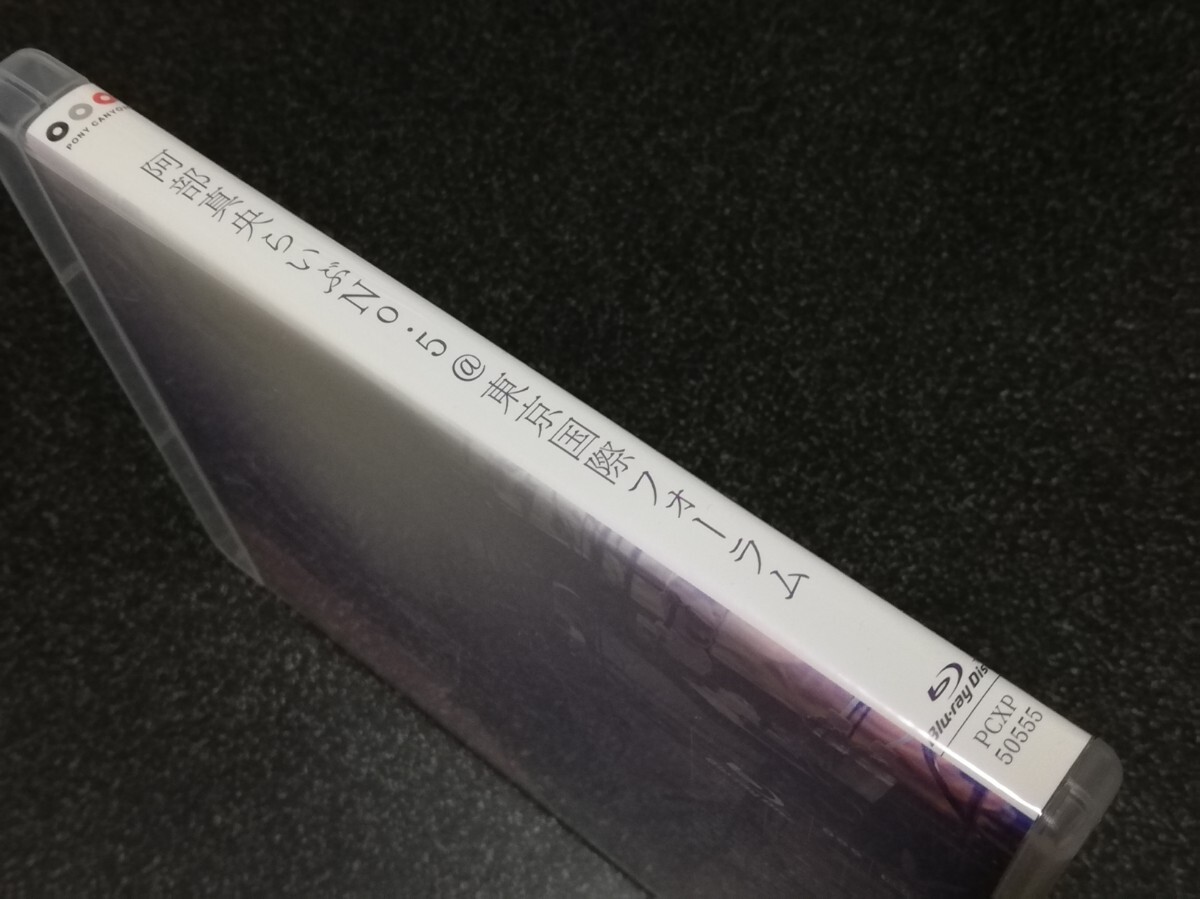 PONY CANYON
阿部真央らいぶNo.5@東京国際フォーラム
Blu-ray Disc
PCXP
50555